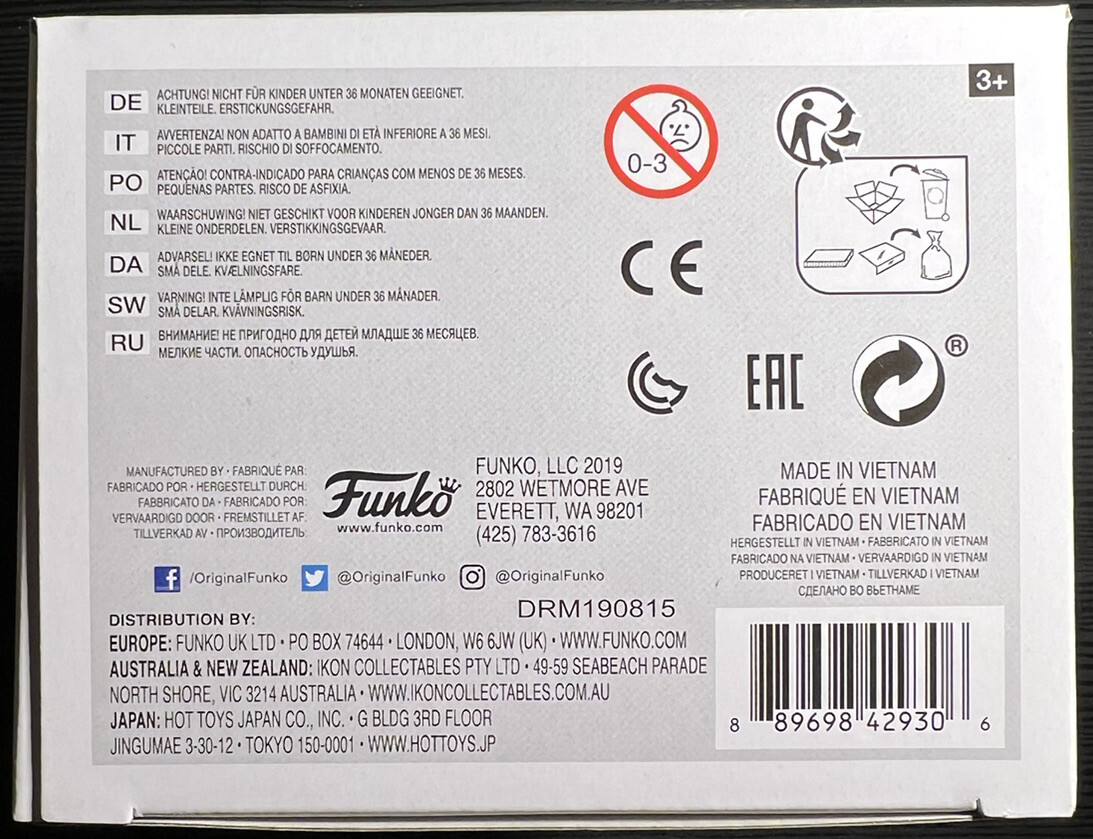 3+
DE ACHTUNG! NICHT FÜR KINDER UNTER 36 MONATEN GEEIGNET.
KLEINTEILE. ERSTICKUNGSGEFAHR.
IT AVVERTENZA! NON ADATTO A BAMBINI DI ETÀ INFERIORE A 36 MESI.
PICCOLE PARTI. RISCHIO DI SOFFOCAMENTO.
PO ATENÇÃO! CONTRA-INDICADO PARA CRIANÇAS COM MENOS DE 36 MESES.
PEQUENAS PARTES. RISCO DE ASFIXIA.
NL WAARSCHUWING! NIET GESCHIKT VOOR KINDEREN JONGER DAN 36 MAANDEN.
KLEINE ONDERDELEN. VERSTIKKINGSGEVAAR.
DA ADVARSEL! IKKE EGNET TIL BØRN UNDER 36 MÅNEDER.
SMÅ DELE. KVÆLNINGSFARE.
SW VARNING! INTE LÄMPLIG FÖR BARN UNDER 36 MÅNADER.
SMÅ DELAR. KVÄVNINGSRISK.
RU ВНИМАНИЕ! НЕ ПРИГОДНО ДЛЯ ДЕТЕЙ МЛАДШЕ 36 МЕСЯЦЕВ.
МЕЛКИЕ ЧАСТИ. ОПАСНОСТЬ УДУШЬЯ.
0-3
CE
EAC
®
MANUFACTURED BY • FABRIQUÉ PAR:
FABRICADO POR • HERGESTELLT DURCH:
FABBRICATO DA • FABRICADO POR:
VERVAARDIGD DOOR • FREMSTILLET AF:
TILLVERKAD AV • ПРОИЗВОДИТЕЛЬ:
Funko
www.funko.com
FUNKO, LLC 2019
2802 WETMORE AVE
EVERETT, WA 98201
(425) 783-3616
MADE IN VIETNAM
FABRIQUÉ EN VIETNAM
FABRICADO EN VIETNAM
HERGESTELLT IN VIETNAM • FABBRICATO IN VIETNAM
FABRICADO NA VIETNAM • VERVAARDIGD IN VIETNAM
PRODUCERET I VIETNAM • TILLVERKAD I VIETNAM
СДЕЛАНО ВО ВЬЕТНАМЕ
f /OriginalFunko @OriginalFunko @OriginalFunko
DRM190815
DISTRIBUTION BY:
EUROPE: FUNKO UK LTD • PO BOX 74644 • LONDON, W6 6JW (UK) • WWW.FUNKO.COM
AUSTRALIA & NEW ZEALAND: IKON COLLECTABLES PTY LTD • 49-59 SEABEACH PARADE
NORTH SHORE, VIC 3214 AUSTRALIA • WWW.IKONCOLLECTABLES.COM.AU
JAPAN: HOT TOYS JAPAN CO., INC. • G BLDG 3RD FLOOR
JINGUMAE 3-30-12 • TOKYO 150-0001 • WWW.HOTTOYS.JP
8 89698 42930 6